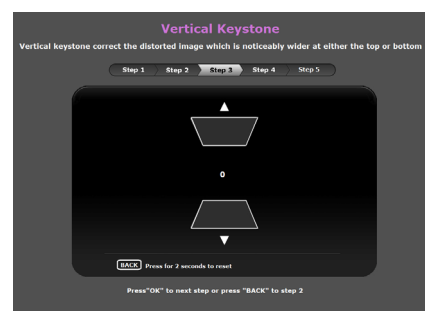 Vertical Keystone
Vertical keystone correct the distorted image which is noticeably wider at either the top or bottom
Step 1 Step 2 Step 3 Step 4 Step 5
0
BACK Press for 2 seconds to reset
Press"OK" to next step or press "BACK" to step 2